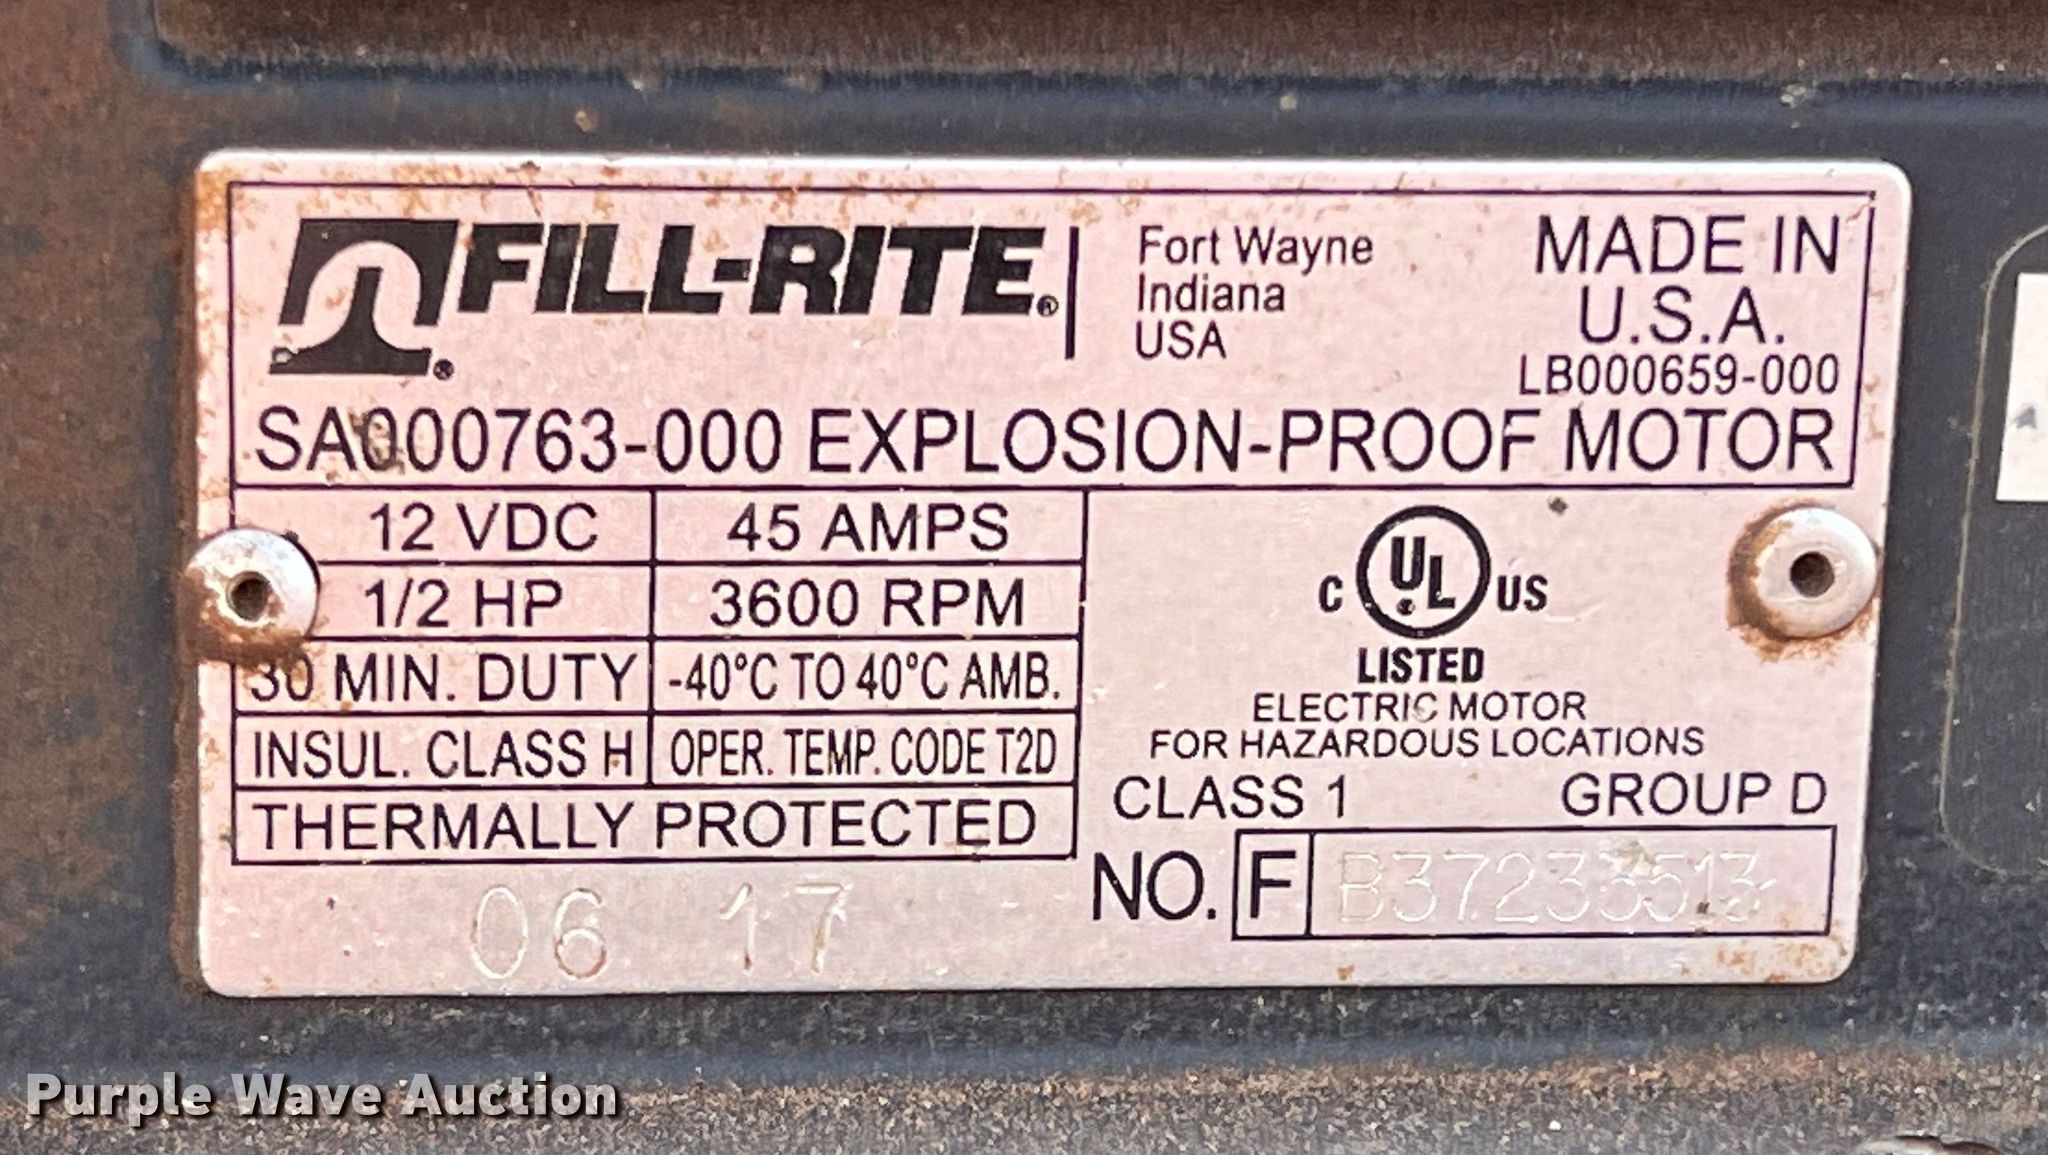 FILL-RITE®
Fort Wayne
Indiana
USA
MADE IN
U.S.A.
LB000659-000
SA000763-000 EXPLOSION-PROOF MOTOR
12 VDC 45 AMPS
1/2 HP 3600 RPM
30 MIN. DUTY -40°C TO 40°C AMB.
INSUL. CLASS H OPER. TEMP. CODE T2D
THERMALLY PROTECTED
06 17
C UL US
LISTED
ELECTRIC MOTOR
FOR HAZARDOUS LOCATIONS
CLASS 1 GROUP D
NO. F B37233513
Purple Wave Auction